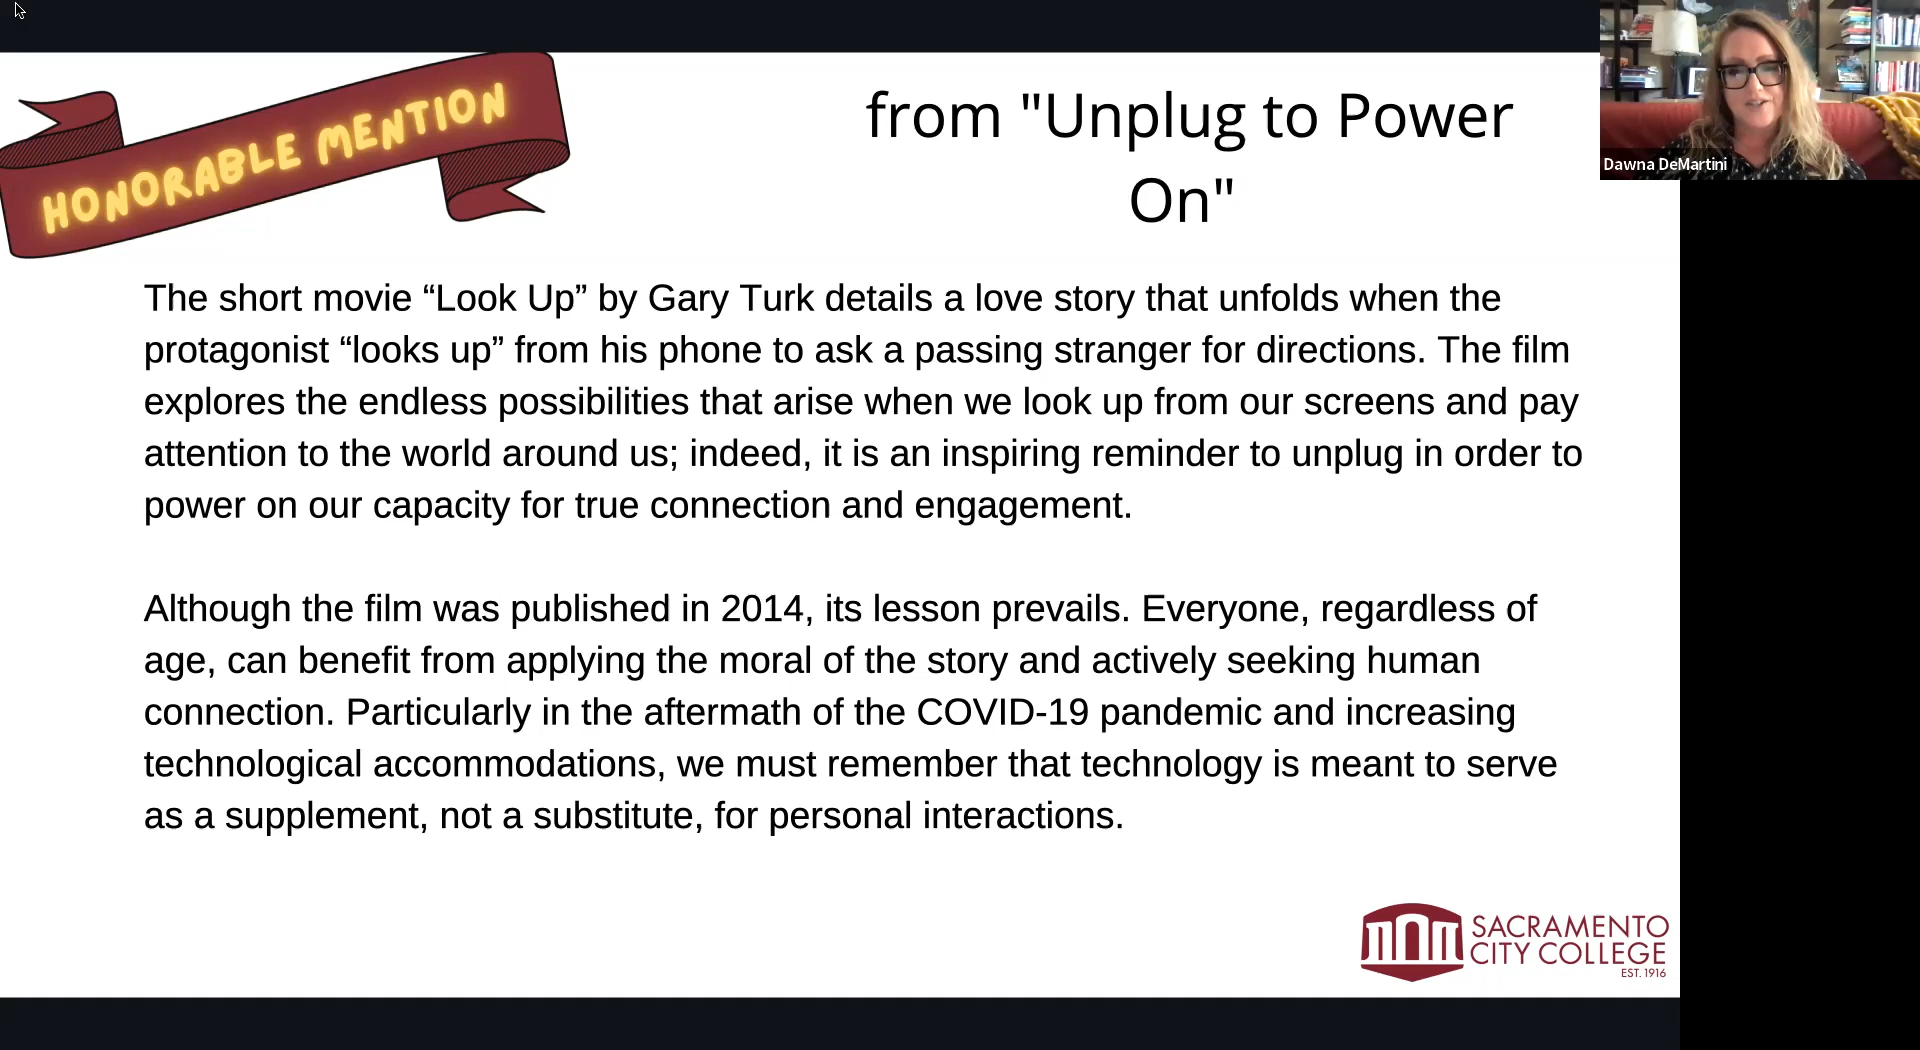 HONORABLE MENTION
from "Unplug to Power
On"
Dawna DeMartini
The short movie “Look Up” by Gary Turk details a love story that unfolds when the
protagonist “looks up” from his phone to ask a passing stranger for directions. The film
explores the endless possibilities that arise when we look up from our screens and pay
attention to the world around us; indeed, it is an inspiring reminder to unplug in order to
power on our capacity for true connection and engagement.
Although the film was published in 2014, its lesson prevails. Everyone, regardless of
age, can benefit from applying the moral of the story and actively seeking human
connection. Particularly in the aftermath of the COVID-19 pandemic and increasing
technological accommodations, we must remember that technology is meant to serve
as a supplement, not a substitute, for personal interactions.
SACRAMENTO
CITY COLLEGE
EST. 1916